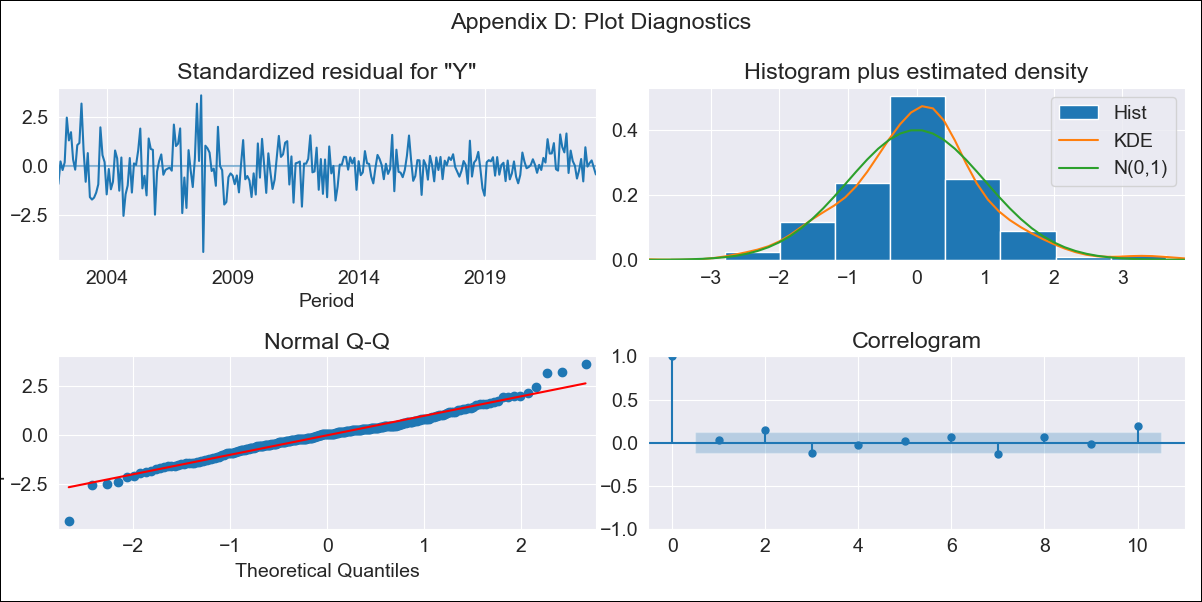 Appendix D: Plot Diagnostics
Standardized residual for "Y"
2.5
0.0
−2.5
2004 2009 2014 2019
Period
Histogram plus estimated density
0.4
0.2
0.0
−3 −2 −1 0 1 2 3
Hist
KDE
N(0,1)
Normal Q-Q
2.5
0.0
−2.5
−2 −1 0 1 2
Theoretical Quantiles
Correlogram
1.0
0.5
0.0
−0.5
−1.0
0 2 4 6 8 10